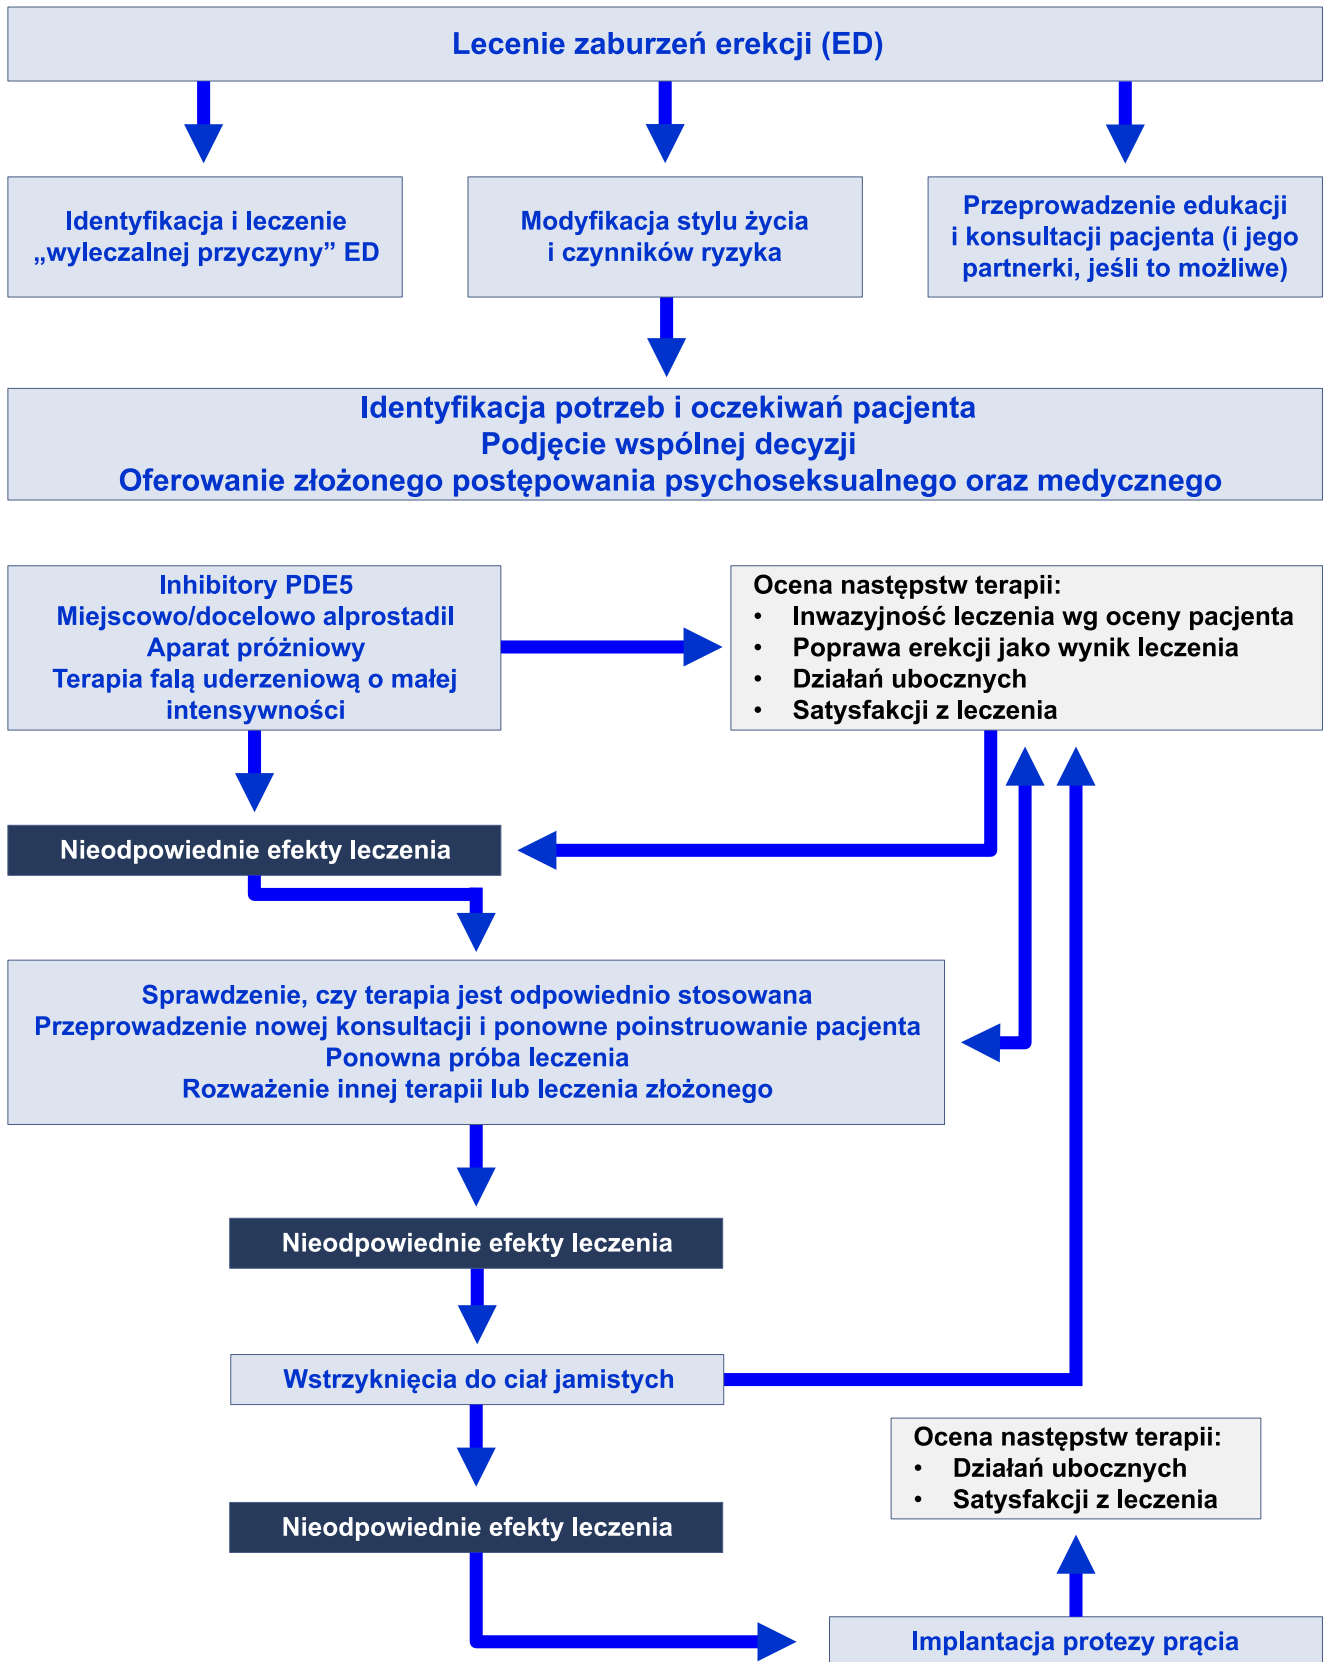 Lecenie zaburzeń erekcji (ED)
Identyfikacja i leczenie
„wyleczalnej przyczyny” ED
Modyfikacja stylu życia
i czynników ryzyka
Przeprowadzenie edukacji
i konsultacji pacjenta (i jego
partnerki, jeśli to możliwe)
Identyfikacja potrzeb i oczekiwań pacjenta
Podjęcie wspólnej decyzji
Oferowanie złożonego postępowania psychoseksualnego oraz medycznego
Inhibitory PDE5
Miejscowo/docelowo alprostadil
Aparat próżniowy
Terapia falą uderzeniową o małej
intensywności
Ocena następstw terapii:
• Inwazyjność leczenia wg oceny pacjenta
• Poprawa erekcji jako wynik leczenia
• Działań ubocznych
• Satysfakcji z leczenia
Nieodpowiednie efekty leczenia
Sprawdzenie, czy terapia jest odpowiednio stosowana
Przeprowadzenie nowej konsultacji i ponowne poinstruowanie pacjenta
Ponowna próba leczenia
Rozważenie innej terapii lub leczenia złożonego
Nieodpowiednie efekty leczenia
Wstrzyknięcia do ciał jamistych
Ocena następstw terapii:
• Działań ubocznych
• Satysfakcji z leczenia
Nieodpowiednie efekty leczenia
Implantacja protezy prącia